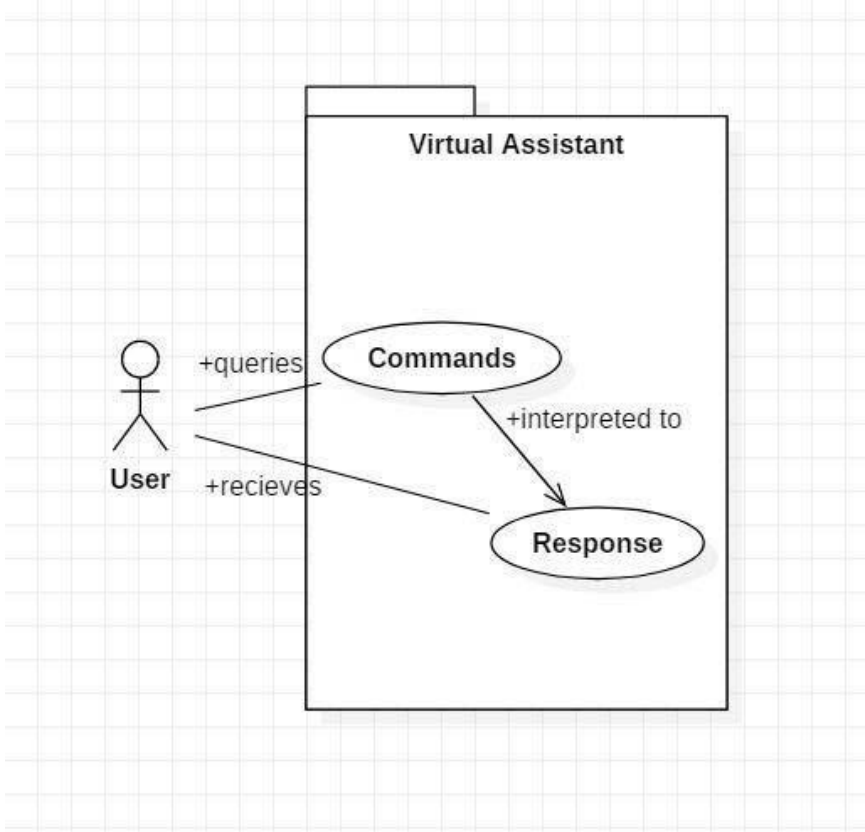 Virtual Assistant
+queries
Commands
+interpreted to
User
+recieves
Response